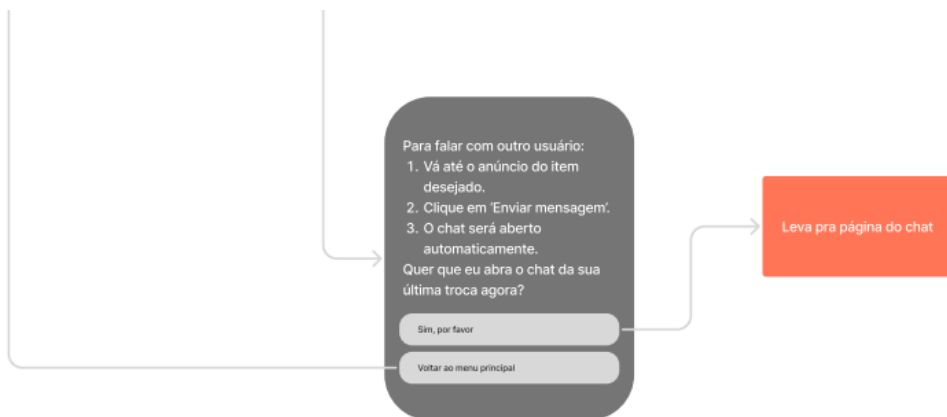 Para falar com outro usuário:
1. Vá até o anúncio do item
desejado.
2. Clique em ‘Enviar mensagem’.
3. O chat será aberto
automaticamente.
Quer que eu abra o chat da sua
última troca agora?
Sim, por favor
Voltar ao menu principal
Leva pra página do chat